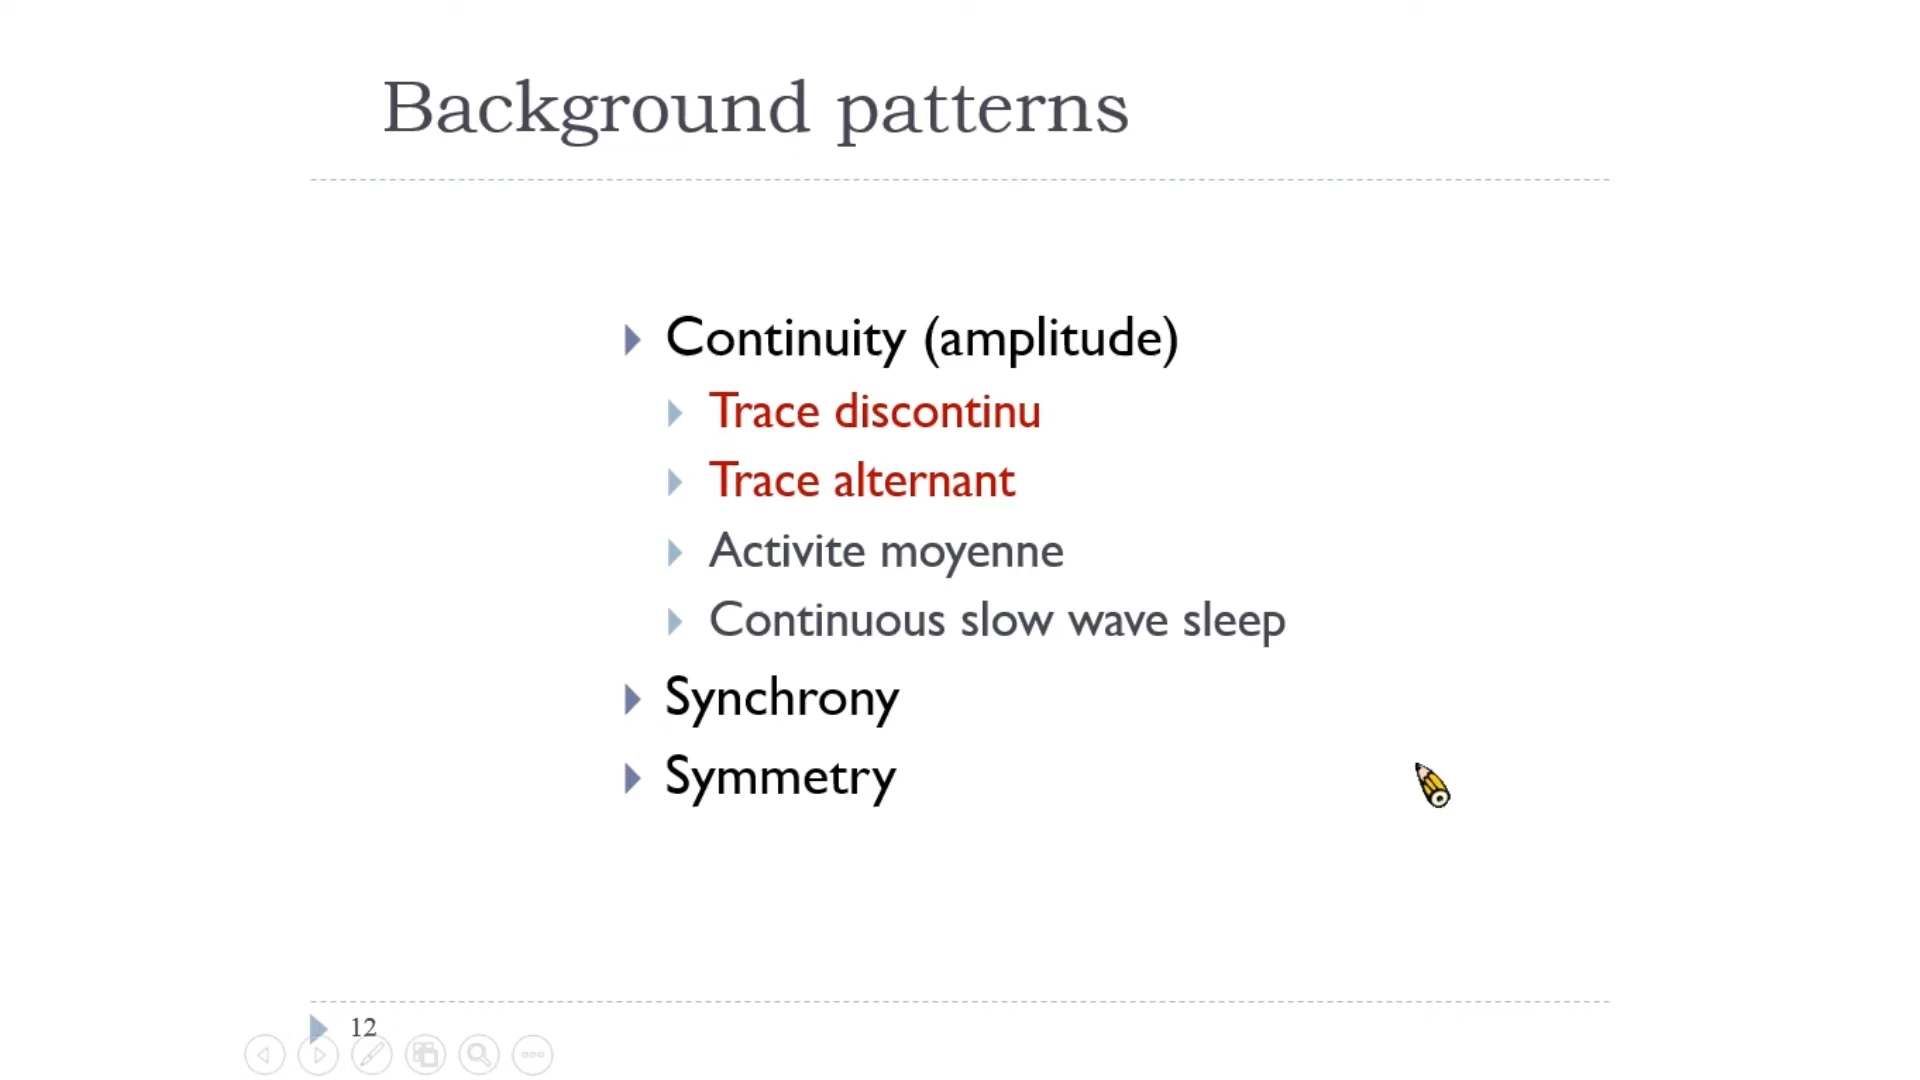 Background patterns
Continuity (amplitude)
Trace discontinu
Trace alternant
Activite moyenne
Continuous slow wave sleep
Synchrony
Symmetry
12